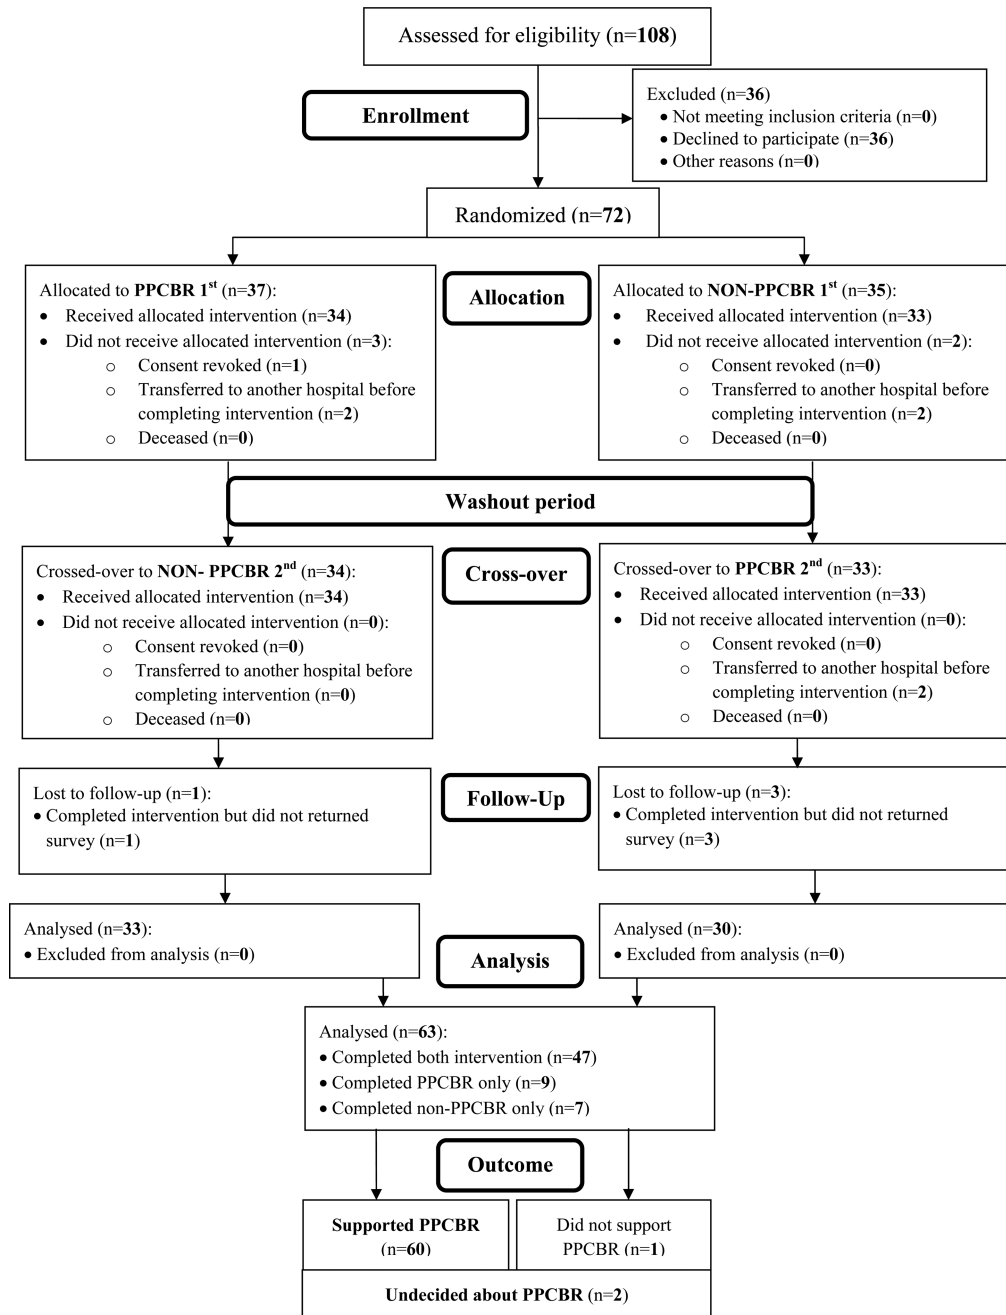 Assessed for eligibility (n=108)
Enrollment
Excluded (n=36)
• Not meeting inclusion criteria (n=0)
• Declined to participate (n=36)
• Other reasons (n=0)
Randomized (n=72)
Allocated to PPCBR 1st (n=37):
• Received allocated intervention (n=34)
• Did not receive allocated intervention (n=3):
o Consent revoked (n=1)
o Transferred to another hospital before
completing intervention (n=2)
o Deceased (n=0)
Allocation
Allocated to NON-PPCBR 1st (n=35):
• Received allocated intervention (n=33)
• Did not receive allocated intervention (n=2):
o Consent revoked (n=0)
o Transferred to another hospital before
completing intervention (n=2)
o Deceased (n=0)
Washout period
Crossed-over to NON- PPCBR 2nd (n=34):
• Received allocated intervention (n=34)
• Did not receive allocated intervention (n=0):
o Consent revoked (n=0)
o Transferred to another hospital before
completing intervention (n=0)
o Deceased (n=0)
Cross-over
Crossed-over to PPCBR 2nd (n=33):
• Received allocated intervention (n=33)
• Did not receive allocated intervention (n=0):
o Consent revoked (n=0)
o Transferred to another hospital before
completing intervention (n=2)
o Deceased (n=0)
Lost to follow-up (n=1):
• Completed intervention but did not returned
survey (n=1)
Follow-Up
Lost to follow-up (n=3):
• Completed intervention but did not returned
survey (n=3)
Analysed (n=33):
• Excluded from analysis (n=0)
Analysis
Analysed (n=30):
• Excluded from analysis (n=0)
Analysed (n=63):
• Completed both intervention (n=47)
• Completed PPCBR only (n=9)
• Completed non-PPCBR only (n=7)
Outcome
Supported PPCBR
(n=60)
Did not support
PPCBR (n=1)
Undecided about PPCBR (n=2)